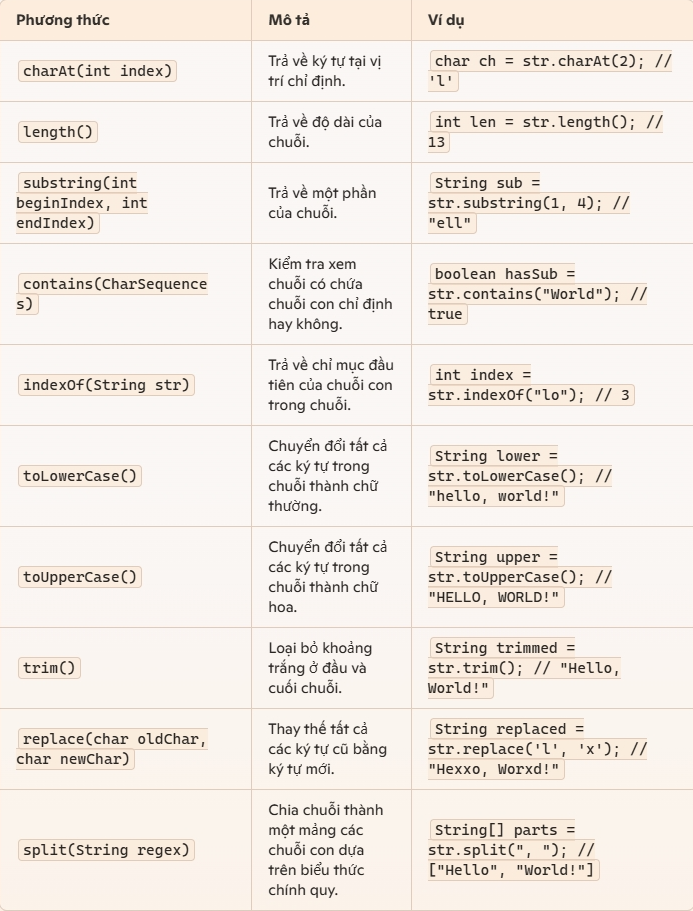 Phương thức
Mô tả
Ví dụ
charAt(int index)
Trả về ký tự tại vị
trí chỉ định.
char ch = str.charAt(2); //
'l'
length()
Trả về độ dài của
chuỗi.
int len = str.length(); //
13
substring(int
beginIndex, int
endIndex)
Trả về một phần
của chuỗi.
String sub =
str.substring(1, 4); //
"ell"
contains(CharSequence
s)
Kiểm tra xem
chuỗi có chứa
chuỗi con chỉ định
hay không.
boolean hasSub =
str.contains("World"); //
true
indexOf(String str)
Trả về chỉ mục đầu
tiên của chuỗi con
trong chuỗi.
int index =
str.indexOf("lo"); // 3
toLowerCase()
Chuyển đổi tất cả
các ký tự trong
chuỗi thành chữ
thường.
String lower =
str.toLowerCase(); //
"hello, world!"
toUpperCase()
Chuyển đổi tất cả
các ký tự trong
chuỗi thành chữ
hoa.
String upper =
str.toUpperCase(); //
"HELLO, WORLD!"
trim()
Loại bỏ khoảng
trắng ở đầu và
cuối chuỗi.
String trimmed =
str.trim(); // "Hello,
World!"
replace(char oldChar,
char newChar)
Thay thế tất cả
các ký tự cũ bằng
ký tự mới.
String replaced =
str.replace('l', 'x'); //
"Hexxo, Worxd!"
split(String regex)
Chia chuỗi thành
một mảng các
chuỗi con dựa
trên biểu thức
chính quy.
String[] parts =
str.split(", "); //
["Hello", "World!"]